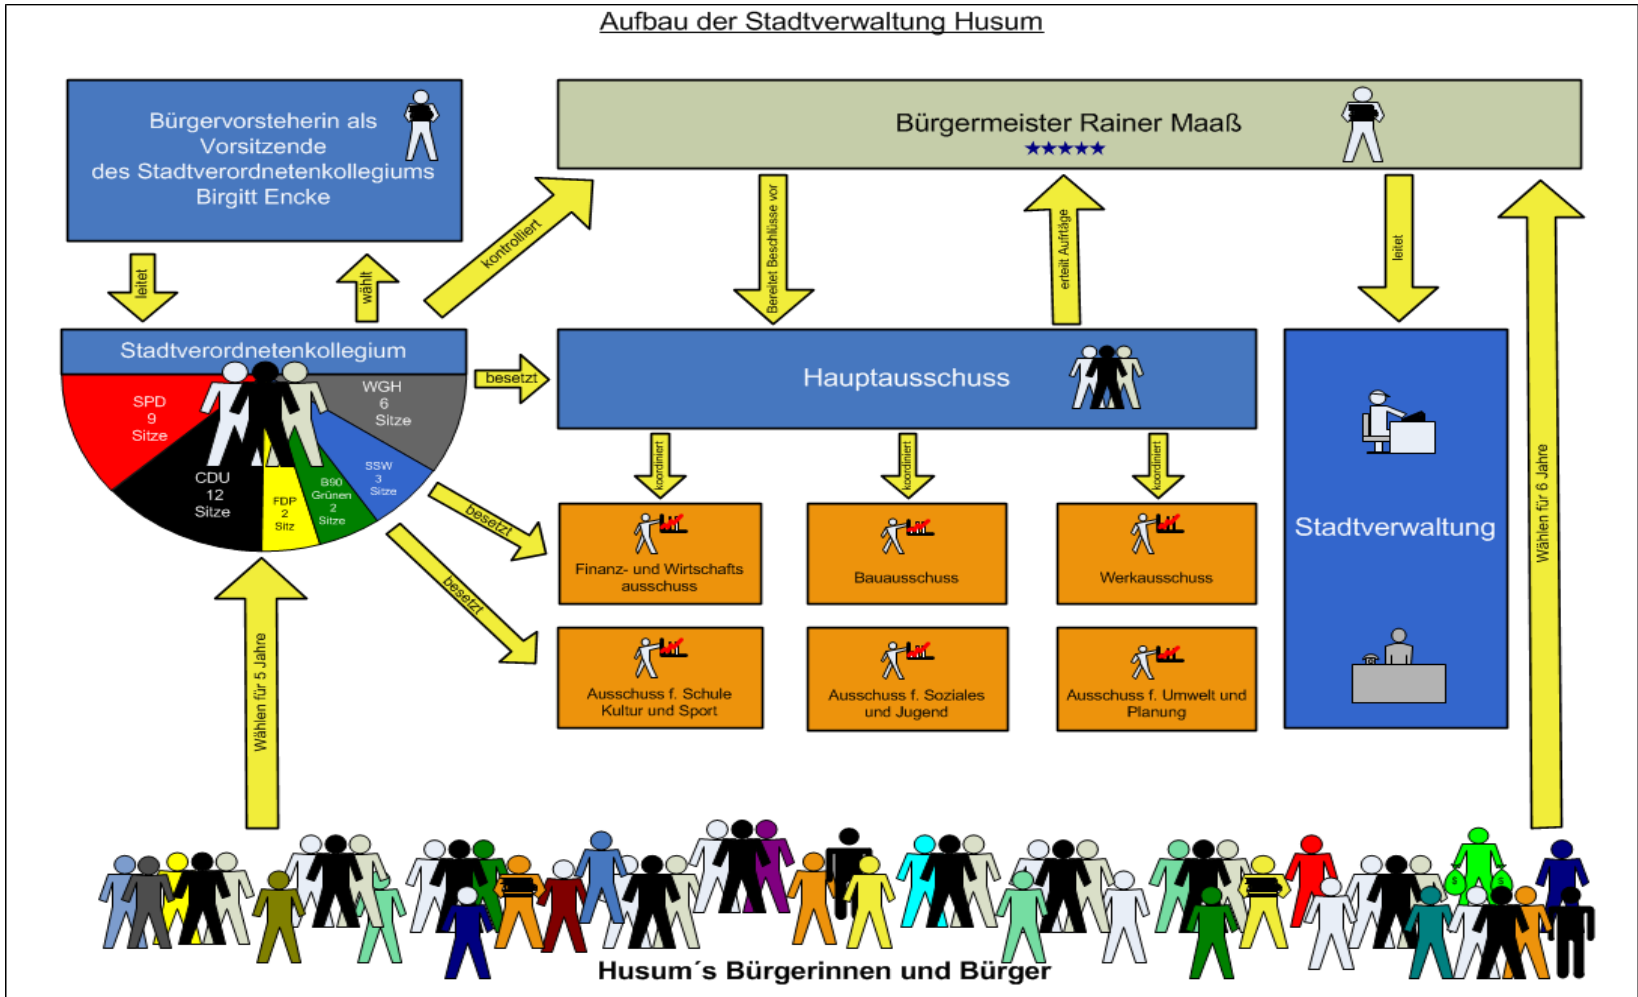 Aufbau der Stadtverwaltung Husum
Bürgervorsteherin als
Vorsitzende
des Stadtverordnetenkollegiums
Birgitt Encke
Bürgermeister Rainer Maaß
★★★★★
leitet
wählt
kontrolliert
Bereitet Beschlüsse vor
erteilt Aufrtäge
leitet
Stadtverordnetenkollegium
SPD
9
Sitze
CDU
12
Sitze
FDP
2
Sitz
B90
Grünen
2
Sitze
SSW
3
Sitze
WGH
6
Sitze
besetzt
Hauptausschuss
koordiniert
koordiniert
koordiniert
besetzt
besetzt
Finanz- und Wirtschafts
ausschuss
Bauausschuss
Werkausschuss
Ausschuss f. Schule
Kultur und Sport
Ausschuss f. Soziales
und Jugend
Ausschuss f. Umwelt und
Planung
Stadtverwaltung
Wählen für 5 Jahre
Wählen für 6 Jahre
$ $
Husum´s Bürgerinnen und Bürger